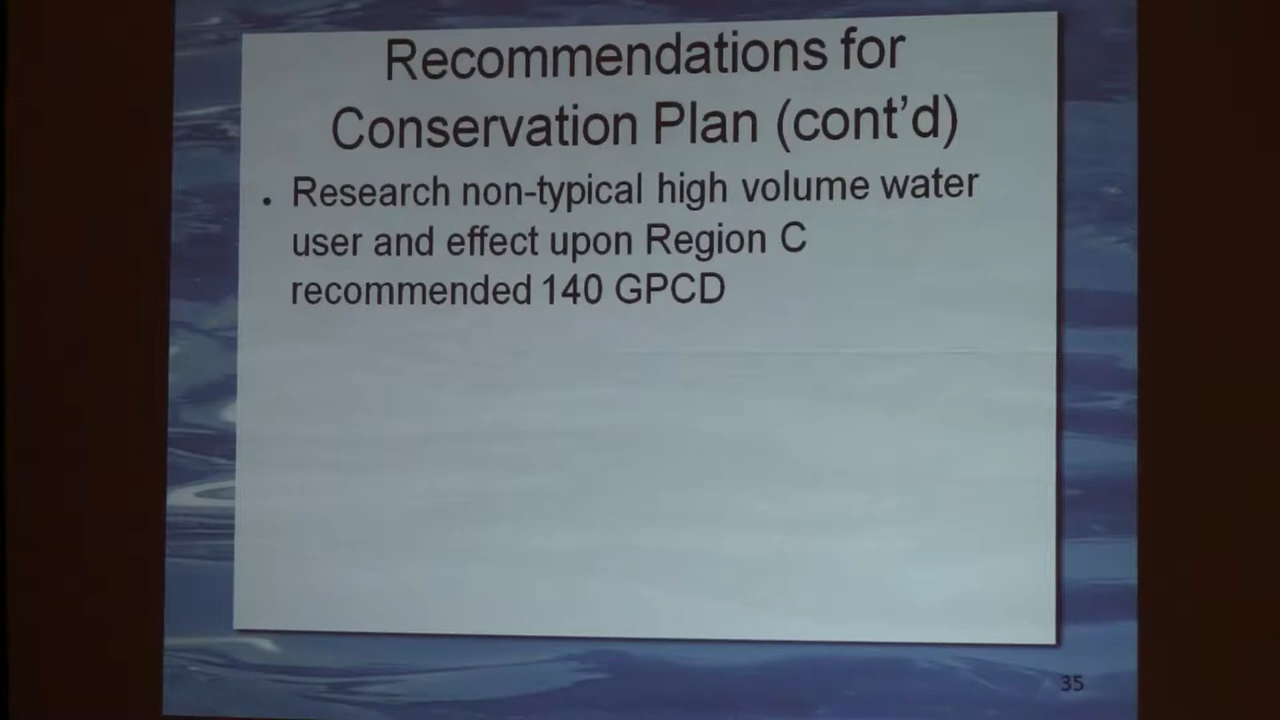 Recommendations for
Conservation Plan (cont'd)
• Research non-typical high volume water
user and effect upon Region C
recommended 140 GPCD
35